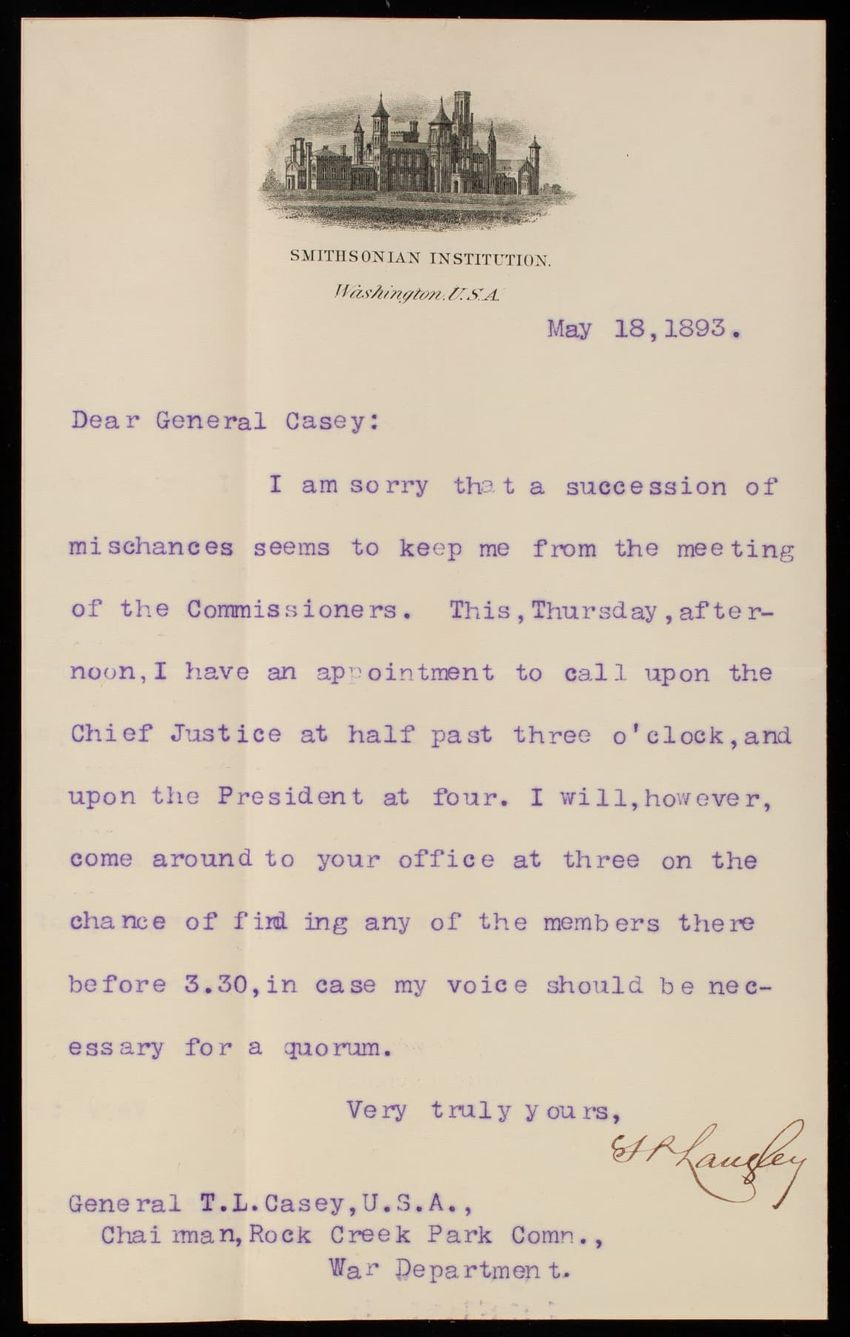 SMITHSONIAN INSTITUTION.
Washington. U.S.A.
May 18,1893.
Dear General Casey:
I am sorry that a succession of
mischances seems to keep me from the meeting
of the Commissioners. This,Thursday,after-
noon,I have an appointment to call upon the
Chief Justice at half past three o'clock,and
upon the President at four. I will,however,
come around to your office at three on the
chance of finding any of the members there
before 3.30,in case my voice should be nec-
essary for a quorum.
Very truly yours,
S P Langley
General T.L.Casey,U.S.A.,
Chairman,Rock Creek Park Comn.,
War Department.